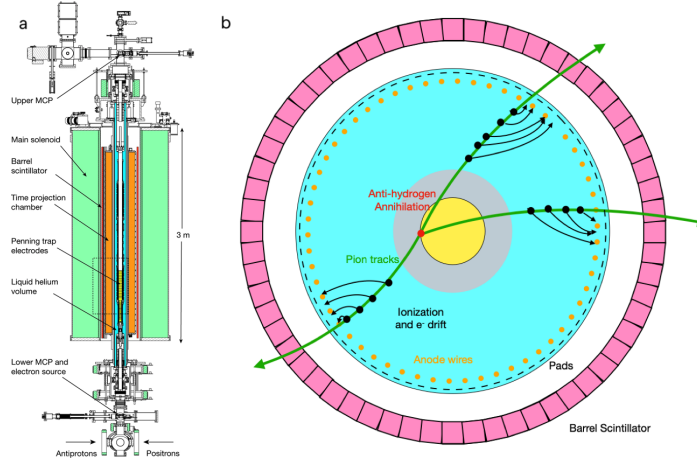 a
Upper MCP
Main solenoid
Barrel
scintillator
Time projection
chamber
Penning trap
electrodes
3 m
Liquid helium
volume
Lower MCP and
electron source
Antiprotons
Positrons
b
Anti-hydrogen
Annihilation
Pion tracks
Ionization
and e- drift
Anode wires
Pads
Barrel Scintillator